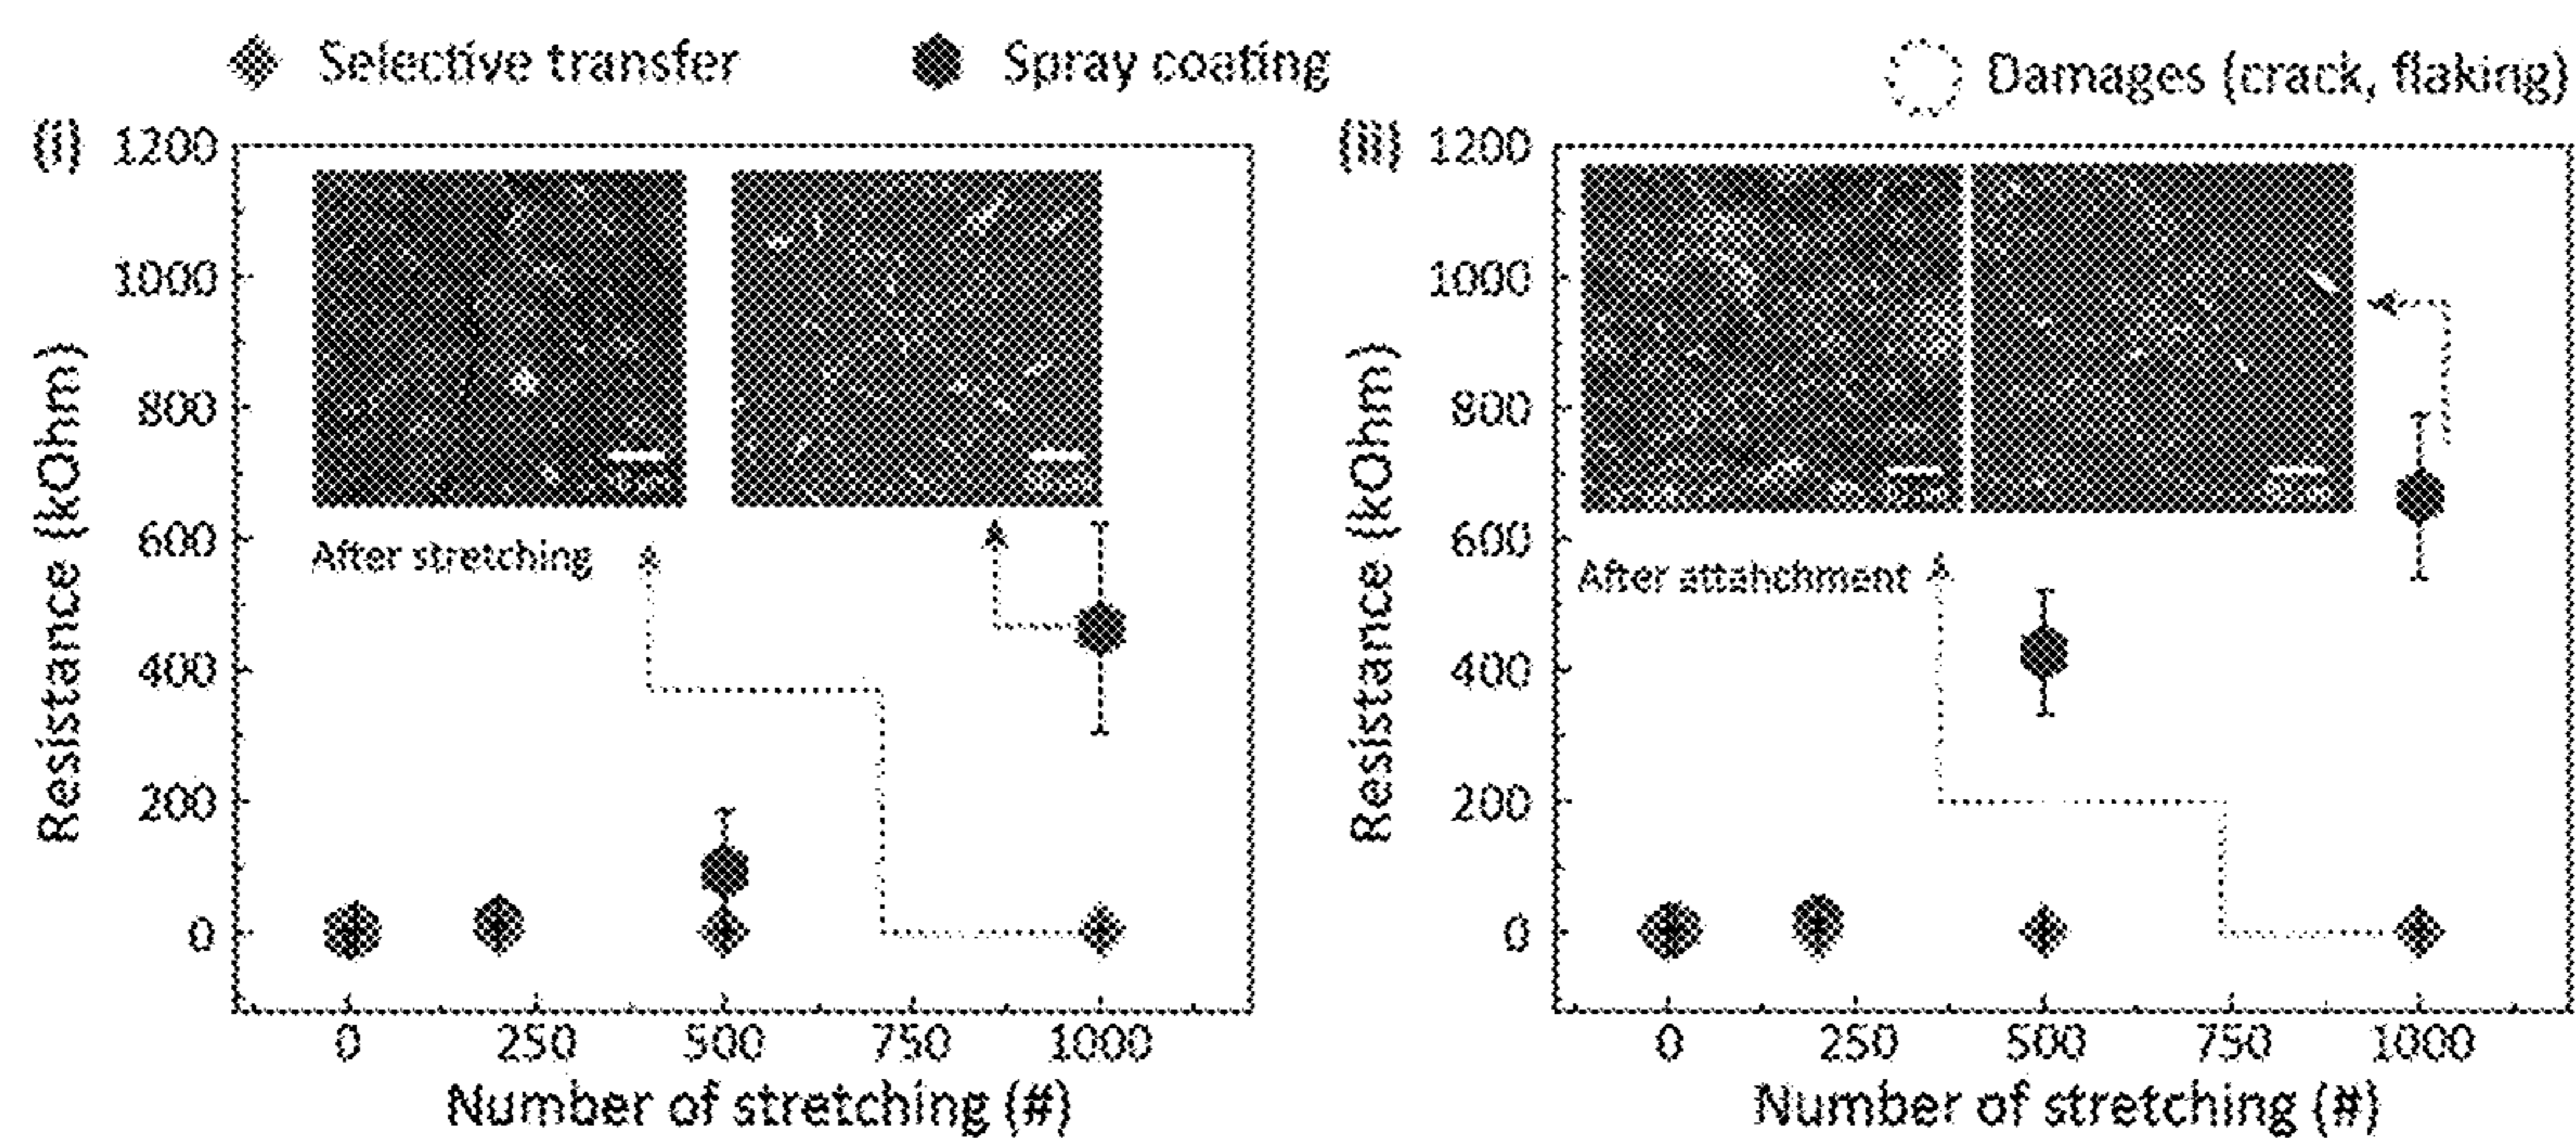 Selective transfer
Spray coating
Damages (crack, flaking)
(i)
1200
1000
800
600
400
200
0
Resistance (kOhm)
After stretching
0 250 500 750 1000
Number of stretching (#)
(ii)
1200
1000
800
600
400
200
0
Resistance (kOhm)
After attahchment
0 250 500 750 1000
Number of stretching (#)